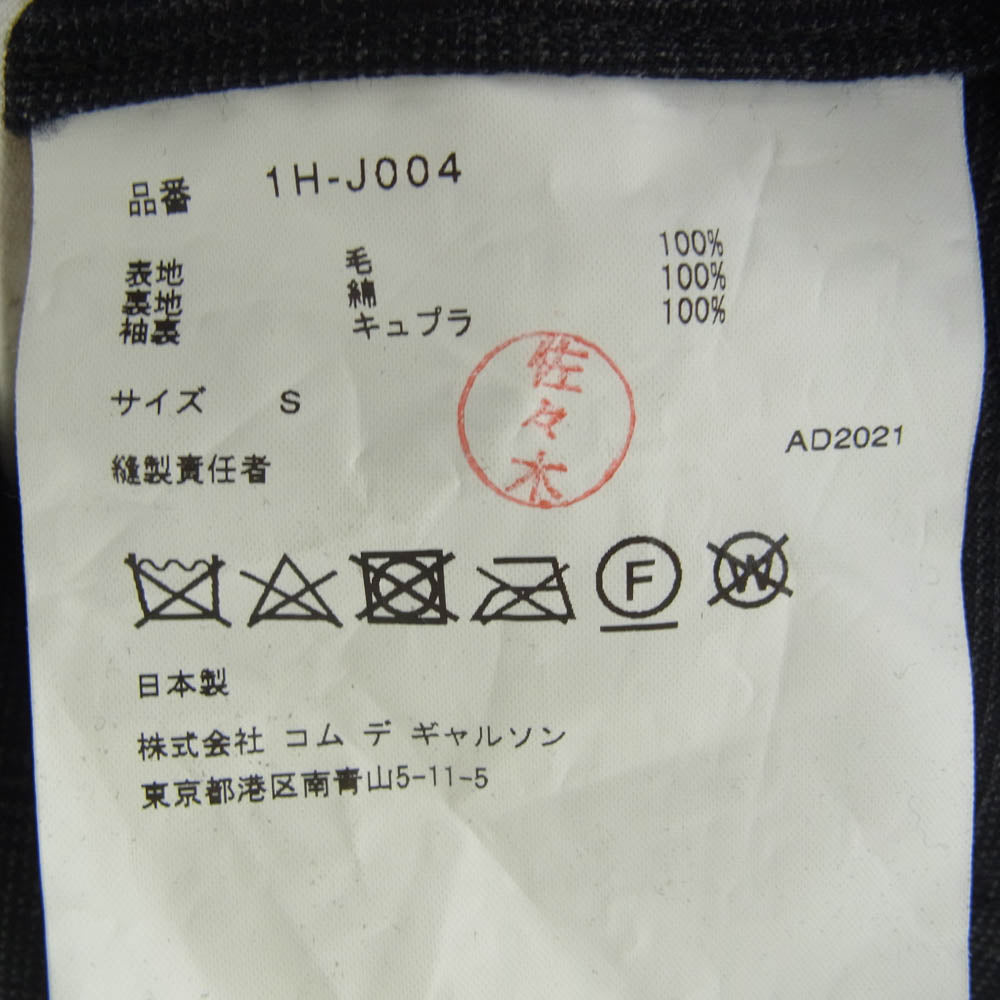 品番 1H-J004
表地 毛 100%
裏地 綿 100%
袖裏 キュプラ 100%
サイズ S
縫製責任者 佐々木
AD2021
F W
日本製
株式会社 コム デ ギャルソン
東京都港区南青山5-11-5